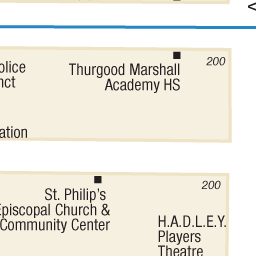 <
200
olice
nct
Thurgood Marshall
Academy HS
ation
200
St. Philip's
Episcopal Church &
Community Center
H.A.D.L.E.Y.
Players
Theatre